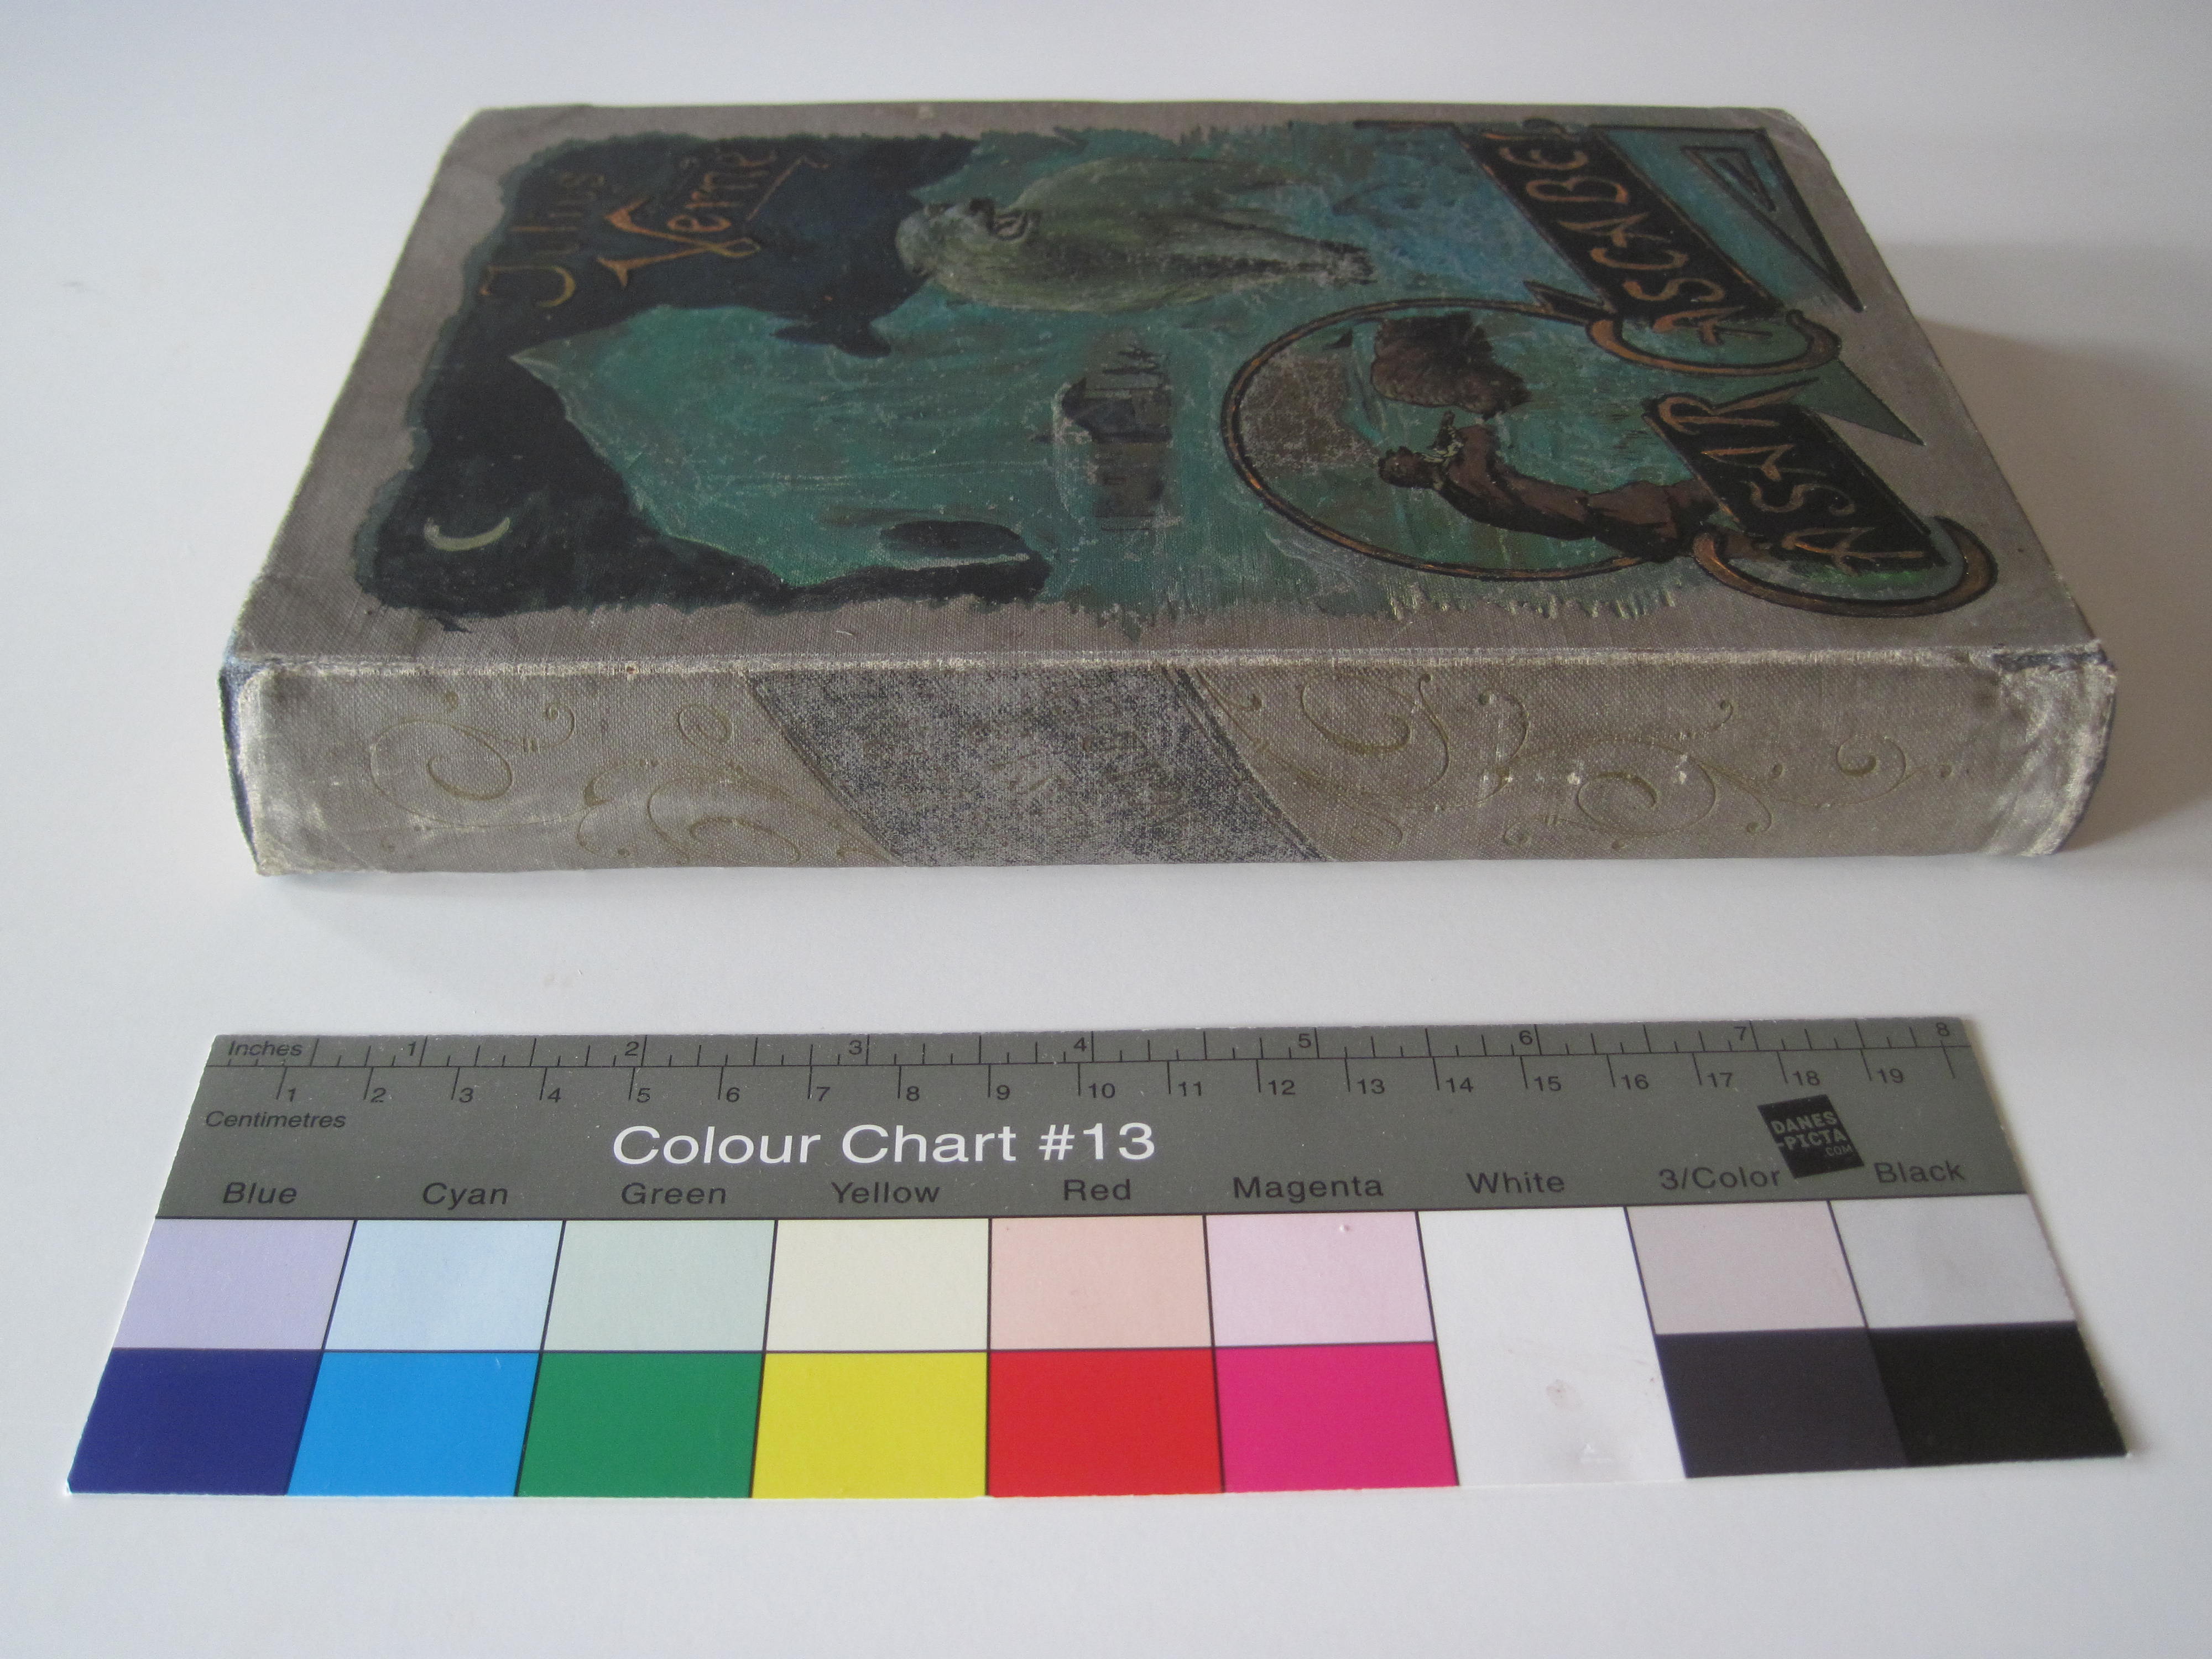 Julius
Verne
CASAR
CASCABEL
Inches 1 2 3 4 5 6 7 8
1 2 3 4 5 6 7 8 9 10 11 12 13 14 15 16 17 18 19
Centimetres
Colour Chart #13
DANES
-PICTA
.COM
Blue Cyan Green Yellow Red Magenta White 3/Color Black